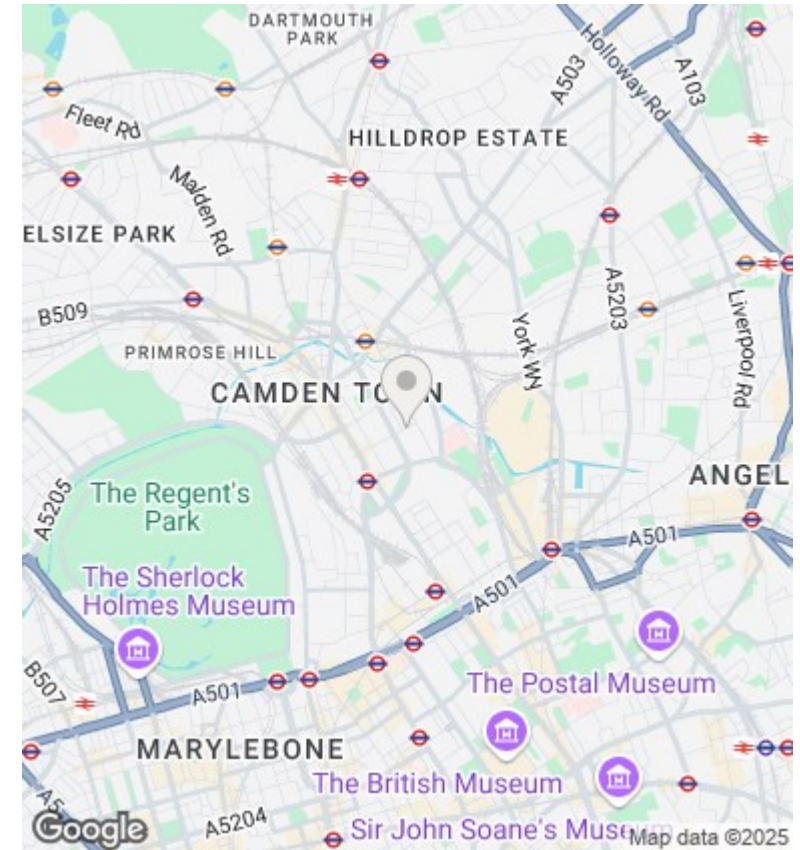 DARTMOUTH
PARK
Holloway Rd
A503
A103
Fleet Rd
HILLDROP ESTATE
Malden Rd
ELSIZE PARK
A5203
B509
York WY
Liverpool Rd
PRIMROSE HILL
CAMDEN T
N
ANGEL
A5205
The Regent's
Park
A501
The Sherlock
Holmes Museum
A501
B507
A501
The Postal Museum
MARYLEBONE
The British Museum
A5204
Google
Sir John Soane's Museum
Map data ©2025